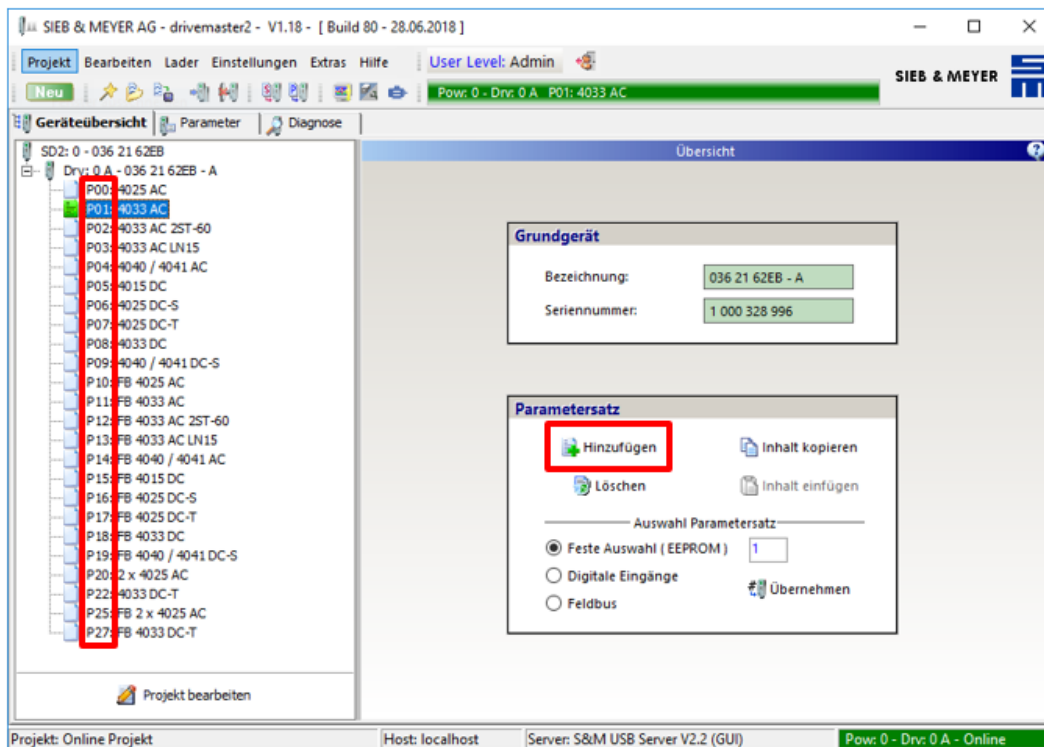 SIEB & MEYER AG - drivemaster2 - V1.18 - [ Build 80 - 28.06.2018 ]
Projekt Bearbeiten Lader Einstellungen Extras Hilfe User Level: Admin
SIEB & MEYER
Neu Pow: 0 - Drv: 0 A P01: 4033 AC
Geräteübersicht Parameter Diagnose
SD2: 0 - 036 21 62EB
Übersicht
Drv: 0 A - 036 21 62EB - A
P00: 4025 AC
P01: 4033 AC
P02: 4033 AC 2ST-60
P03: 4033 AC LN15
P04: 4040 / 4041 AC
P05: 4015 DC
P06: 4025 DC-S
P07: 4025 DC-T
P08: 4033 DC
P09: 4040 / 4041 DC-S
P10: FB 4025 AC
P11: FB 4033 AC
P12: FB 4033 AC 2ST-60
P13: FB 4033 AC LN15
P14: FB 4040 / 4041 AC
P15: FB 4015 DC
P16: FB 4025 DC-S
P17: FB 4025 DC-T
P18: FB 4033 DC
P19: FB 4040 / 4041 DC-S
P20: 2 x 4025 AC
P22: 4033 DC-T
P25: FB 2 x 4025 AC
P27: FB 4033 DC-T
Projekt bearbeiten
Grundgerät
Bezeichnung: 036 21 62EB - A
Seriennummer: 1 000 328 996
Parametersatz
Hinzufügen Inhalt kopieren
Löschen Inhalt einfügen
Auswahl Parametersatz
Feste Auswahl ( EEPROM ) 1
Digitale Eingänge
Übernehmen
Feldbus
Projekt: Online Projekt Host: localhost Server: S&M USB Server V2.2 (GUI) Pow: 0 - Drv: 0 A - Online